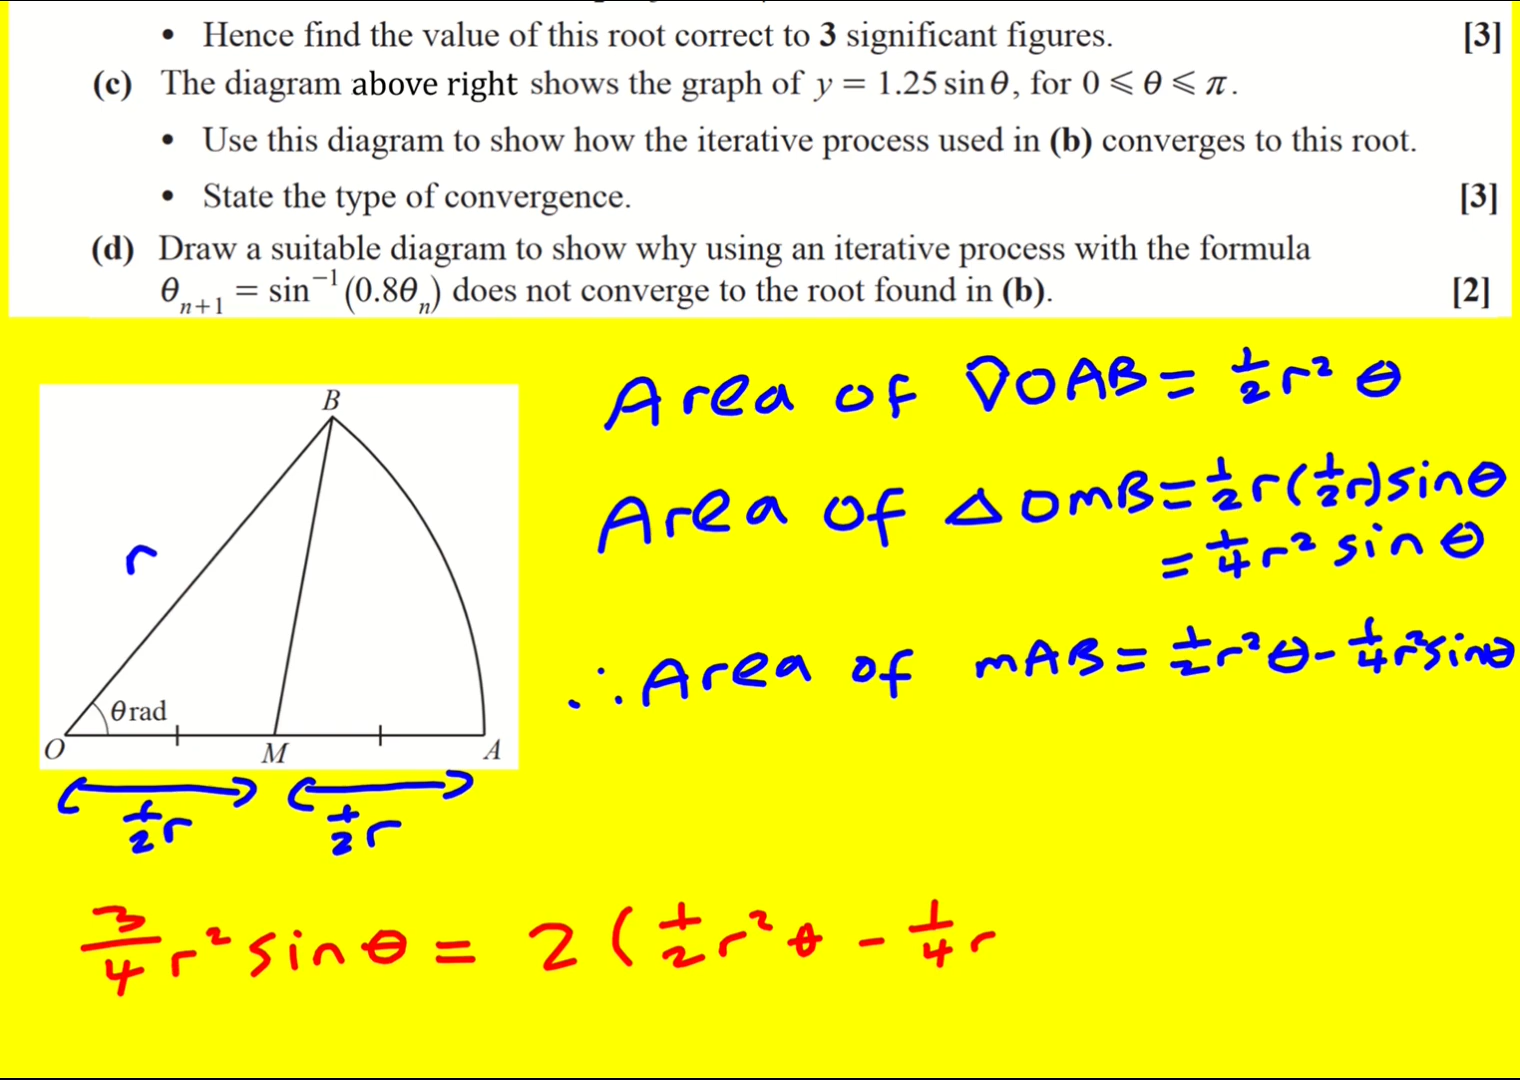 • Hence find the value of this root correct to 3 significant figures. [3]
(c) The diagram above right shows the graph of y = 1.25 sin θ, for 0 ⩽ θ ⩽ π.
• Use this diagram to show how the iterative process used in (b) converges to this root.
• State the type of convergence. [3]
(d) Draw a suitable diagram to show why using an iterative process with the formula
θₙ₊₁ = sin⁻¹(0.8θₙ) does not converge to the root found in (b). [2]
B
r
θ rad
O M A
½r ½r
Area of ▽OAB = ½r²θ
Area of △OMB = ½r(½r)sinθ
= ¼r² sin θ
∴ Area of MAB = ½r²θ - ¼r²sinθ
¾r² sin θ = 2(½r²θ - ¼r